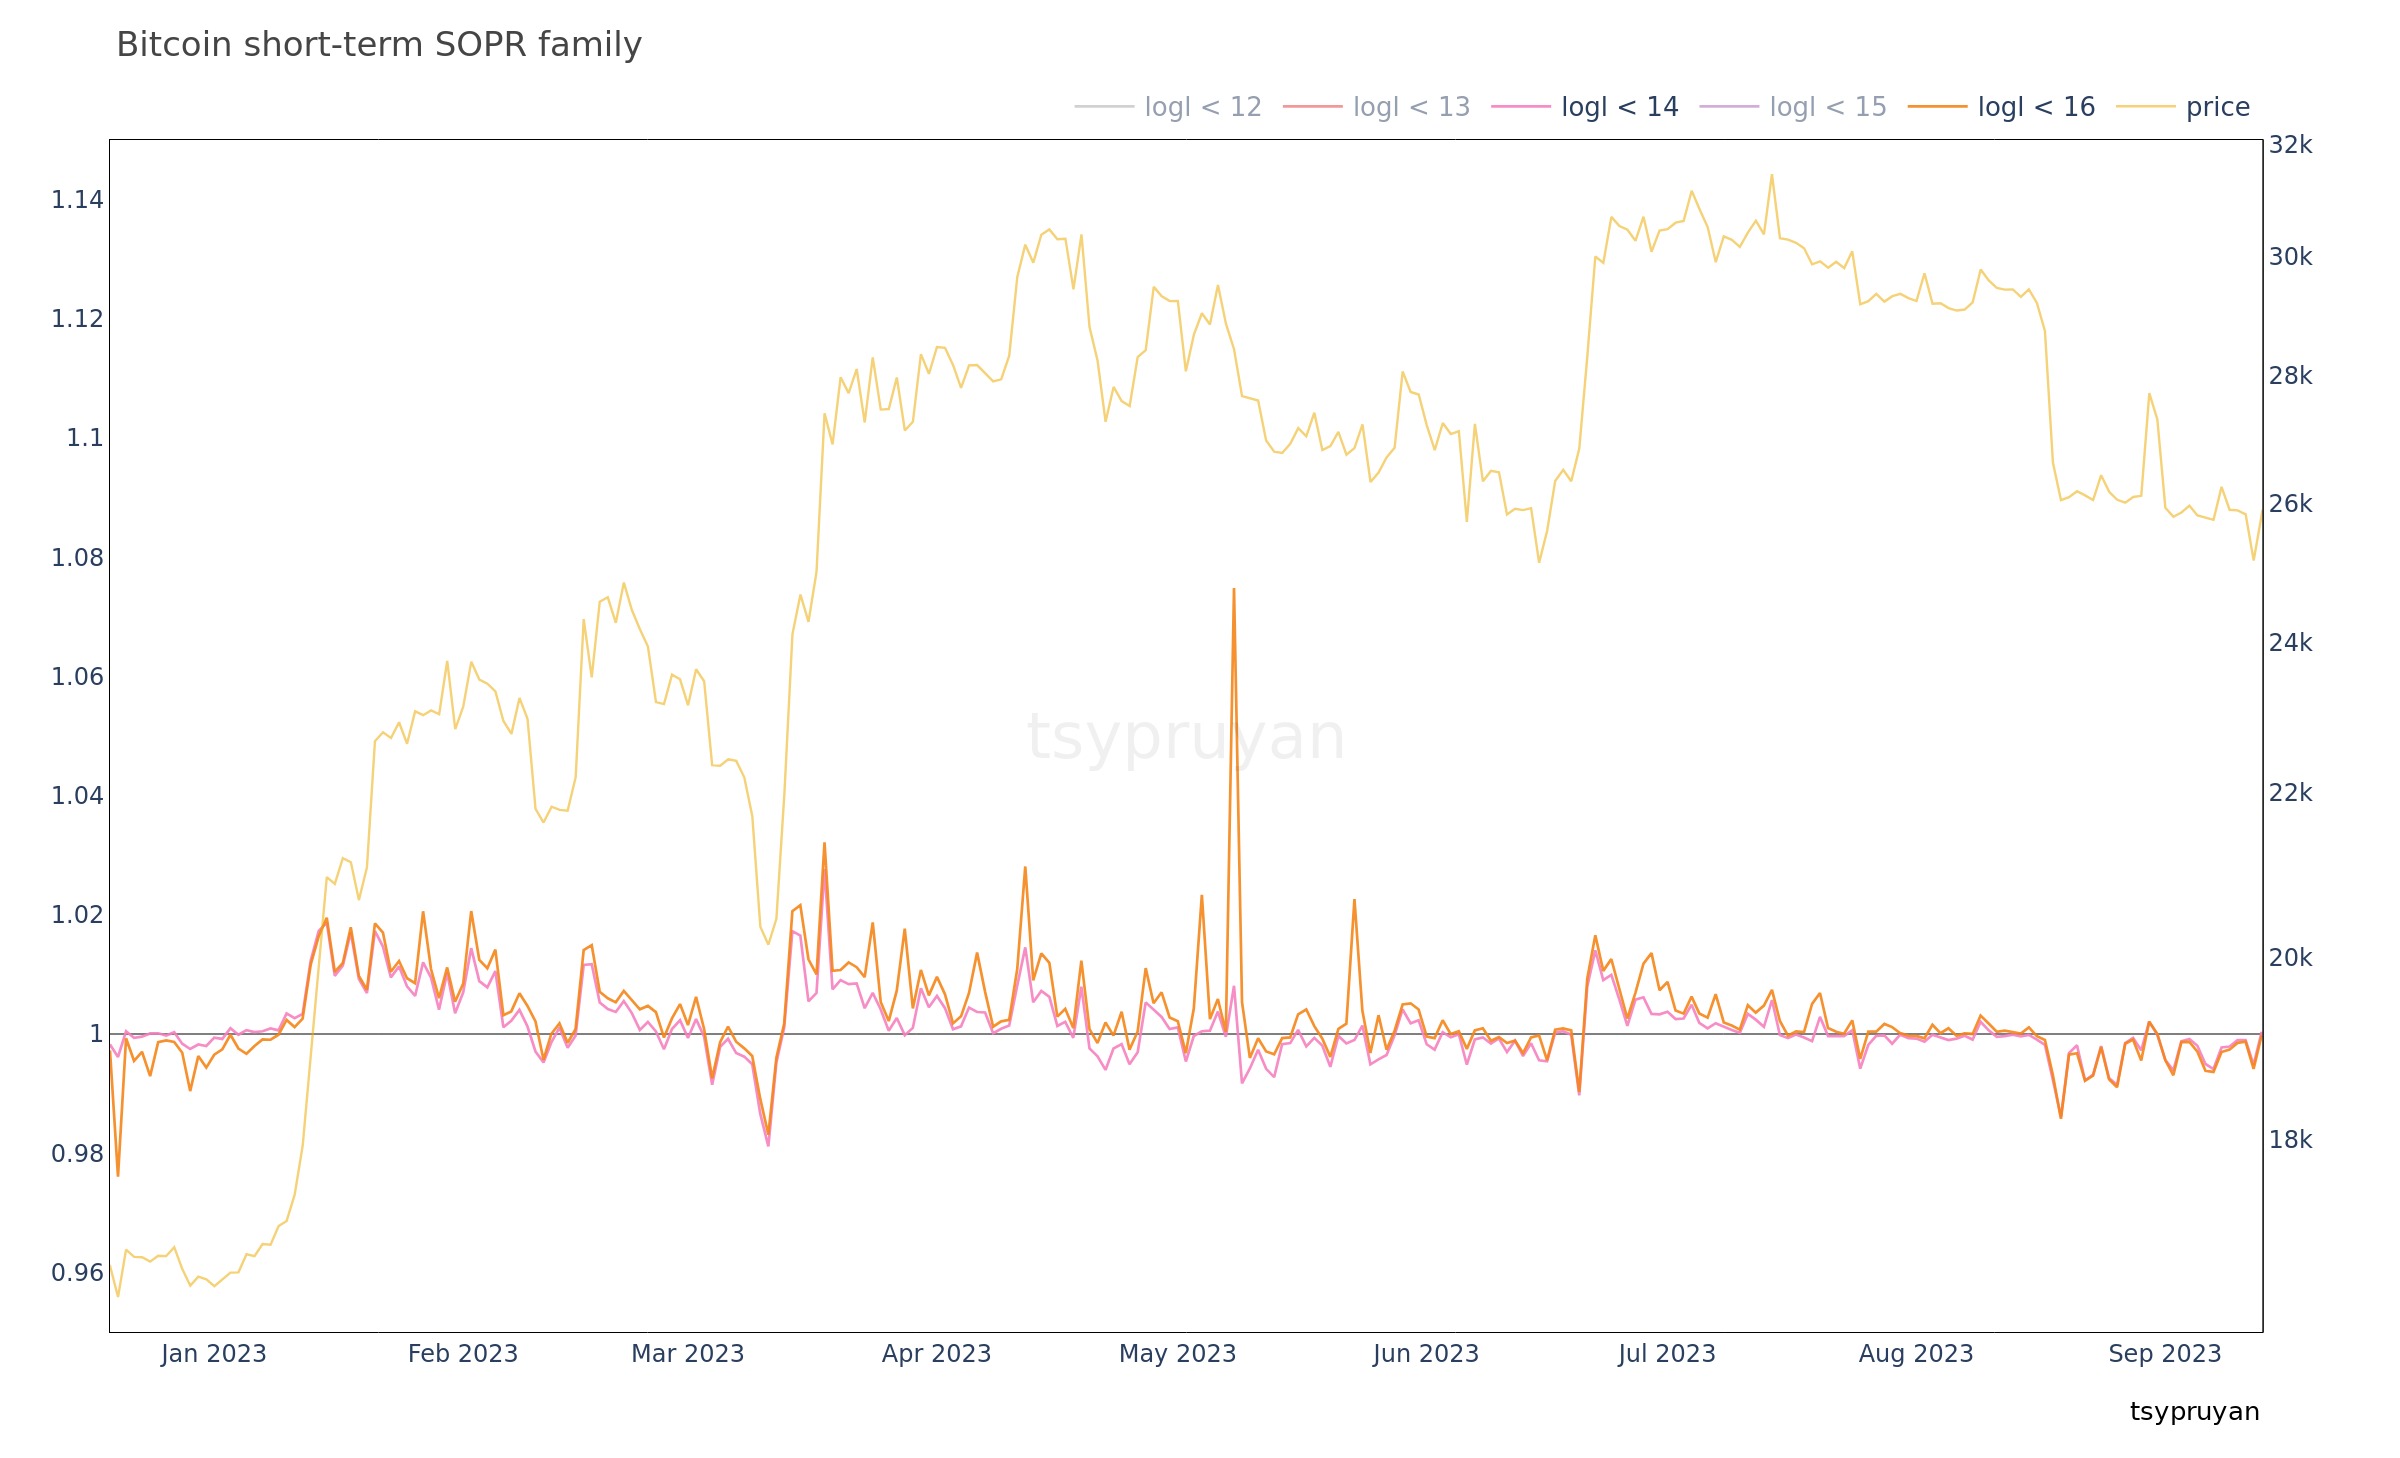 Bitcoin short-term SOPR family
logl < 12 logl < 13 logl < 14 logl < 15 logl < 16 price
32k
1.14
30k
1.12
28k
1.1
26k
1.08
24k
1.06
tsypruyan
22k
1.04
1.02
20k
1
0.98
18k
0.96
Jan 2023 Feb 2023 Mar 2023 Apr 2023 May 2023 Jun 2023 Jul 2023 Aug 2023 Sep 2023
tsypruyan